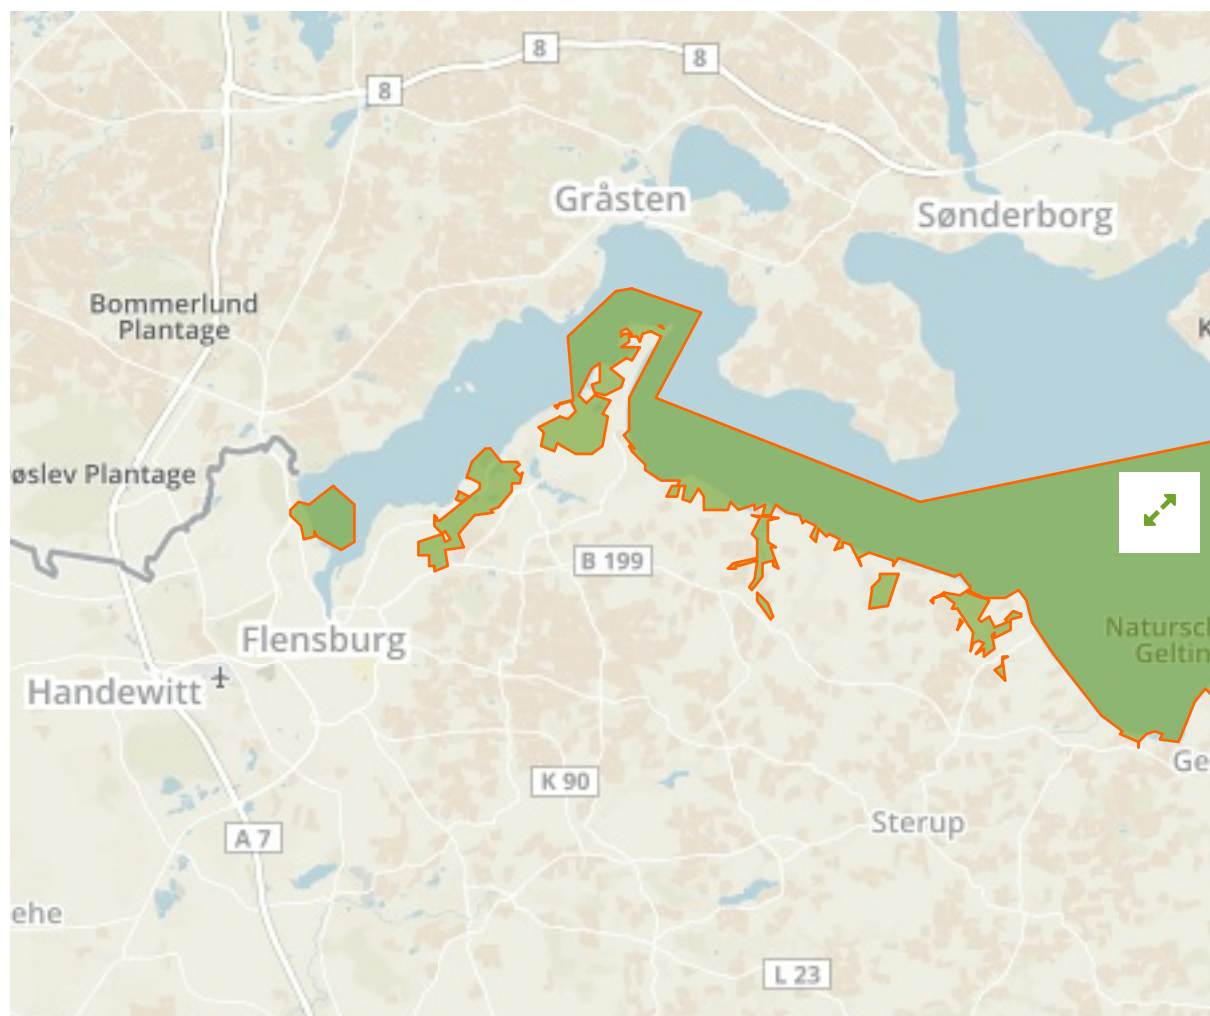 8
8
8
Gråsten
Sønderborg
Bommerlund
Plantage
K
øslev Plantage
B 199
Natursc
Geltin
Flensburg
Handewitt
Ge
K 90
Sterup
A 7
ehe
L 23